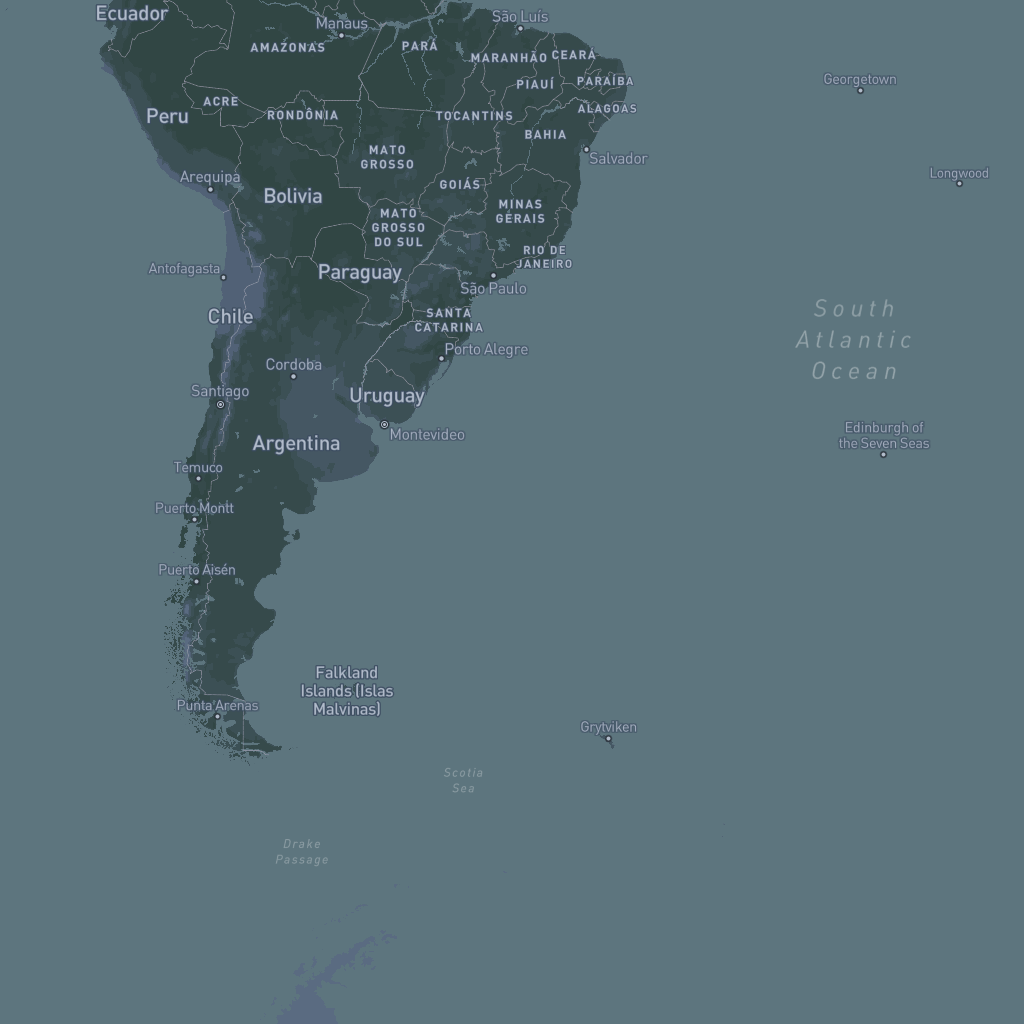 Ecuador
São Luís
Manaus
AMAZONAS
PARÁ
MARANHÃO
CEARÁ
PIAUÍ
PARAÍBA
Georgetown
ACRE
RONDÔNIA
TOCANTINS
ALAGOAS
Peru
BAHIA
MATO
GROSSO
Salvador
Arequipa
GOIÁS
Longwood
Bolivia
MINAS
GERAIS
MATO
GROSSO
DO SUL
RIO DE
JANEIRO
Antofagasta
Paraguay
São Paulo
South
Atlantic
Ocean
Chile
SANTA
CATARINA
Porto Alegre
Cordoba
Santiago
Uruguay
Montevideo
Edinburgh of
the Seven Seas
Argentina
Temuco
Puerto Montt
Puerto Aisén
Falkland
Islands (Islas
Malvinas)
Punta Arenas
Grytviken
Scotia
Sea
Drake
Passage